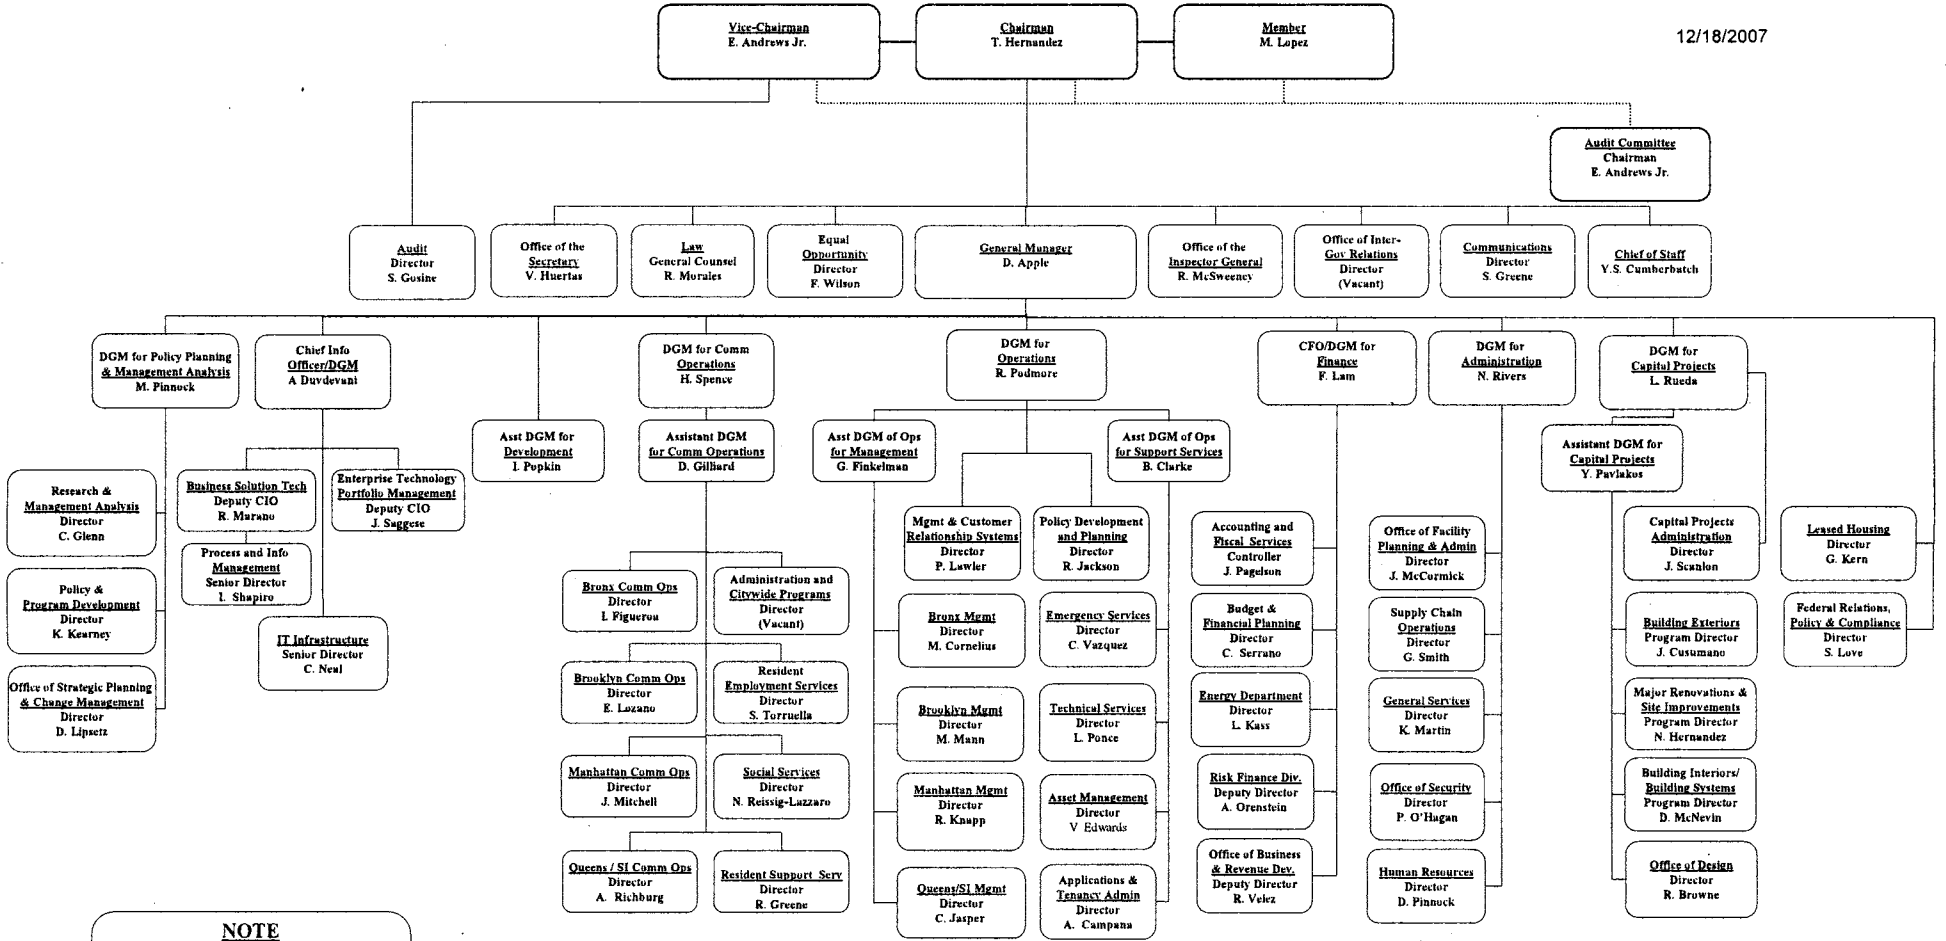 Vice-Chairman
E. Andrews Jr.
Chairman
T. Hernandez
Member
M. Lopez
12/18/2007
Audit Committee
Chairman
E. Andrews Jr.
Audit
Director
S. Gosine
Office of the
Secretary
V. Huertas
Law
General Counsel
R. Morales
Equal
Opportunity
Director
F. Wilson
General Manager
D. Apple
Office of the
Inspector General
R. McSweeney
Office of Inter-
Gov Relations
Director
(Vacant)
Communications
Director
S. Greene
Chief of Staff
Y.S. Cumberbatch
DGM for Policy Planning
& Management Analysis
M. Pinnock
Chief Info
Officer/DGM
A Duvdevani
DGM for Comm
Operations
H. Spence
DGM for
Operations
R. Podmore
CFO/DGM for
Finance
F. Lam
DGM for
Administration
N. Rivers
DGM for
Capital Projects
L. Rueda
Asst DGM for
Development
I. Popkin
Assistant DGM
for Comm Operations
D. Gilliard
Asst DGM of Ops
for Management
G. Finkelman
Asst DGM of Ops
for Support Services
B. Clarke
Assistant DGM for
Capital Projects
Y. Pavlakos
Research &
Management Analysis
Director
C. Glenn
Business Solution Tech
Deputy CIO
R. Marano
Enterprise Technology
Portfolio Management
Deputy CIO
J. Saggese
Process and Info
Management
Senior Director
I. Shapiro
Policy &
Program Development
Director
K. Kearney
IT Infrastructure
Senior Director
C. Neal
Office of Strategic Planning
& Change Management
Director
D. Lipsetz
Bronx Comm Ops
Director
I. Figueroa
Administration and
Citywide Programs
Director
(Vacant)
Brooklyn Comm Ops
Director
E. Lozano
Resident
Employment Services
Director
S. Torruella
Manhattan Comm Ops
Director
J. Mitchell
Social Services
Director
N. Reissig-Lazzaro
Queens / SI Comm Ops
Director
A. Richburg
Resident Support Serv
Director
R. Greene
Mgmt & Customer
Relationship Systems
Director
P. Lawler
Policy Development
and Planning
Director
R. Jackson
Bronx Mgmt
Director
M. Cornelius
Emergency Services
Director
C. Vazquez
Brooklyn Mgmt
Director
M. Mann
Technical Services
Director
L. Ponce
Manhattan Mgmt
Director
R. Knapp
Asset Management
Director
V Edwards
Queens/SI Mgmt
Director
C. Jasper
Applications &
Tenancy Admin
Director
A. Campana
Accounting and
Fiscal Services
Controller
J. Pagelson
Budget &
Financial Planning
Director
C. Serrano
Energy Department
Director
L. Kass
Risk Finance Div.
Deputy Director
A. Orenstein
Office of Business
& Revenue Dev.
Deputy Director
R. Velez
Office of Facility
Planning & Admin
Director
J. McCormick
Supply Chain
Operations
Director
G. Smith
General Services
Director
K. Martin
Office of Security
Director
P. O'Hagan
Human Resources
Director
D. Pinnock
Capital Projects
Administration
Director
J. Scanlon
Building Exteriors
Program Director
J. Cusumano
Major Renovations &
Site Improvements
Program Director
N. Hernandez
Building Interiors/
Building Systems
Program Director
D. McNevin
Office of Design
Director
R. Browne
Leased Housing
Director
G. Kern
Federal Relations,
Policy & Compliance
Director
S. Love
NOTE